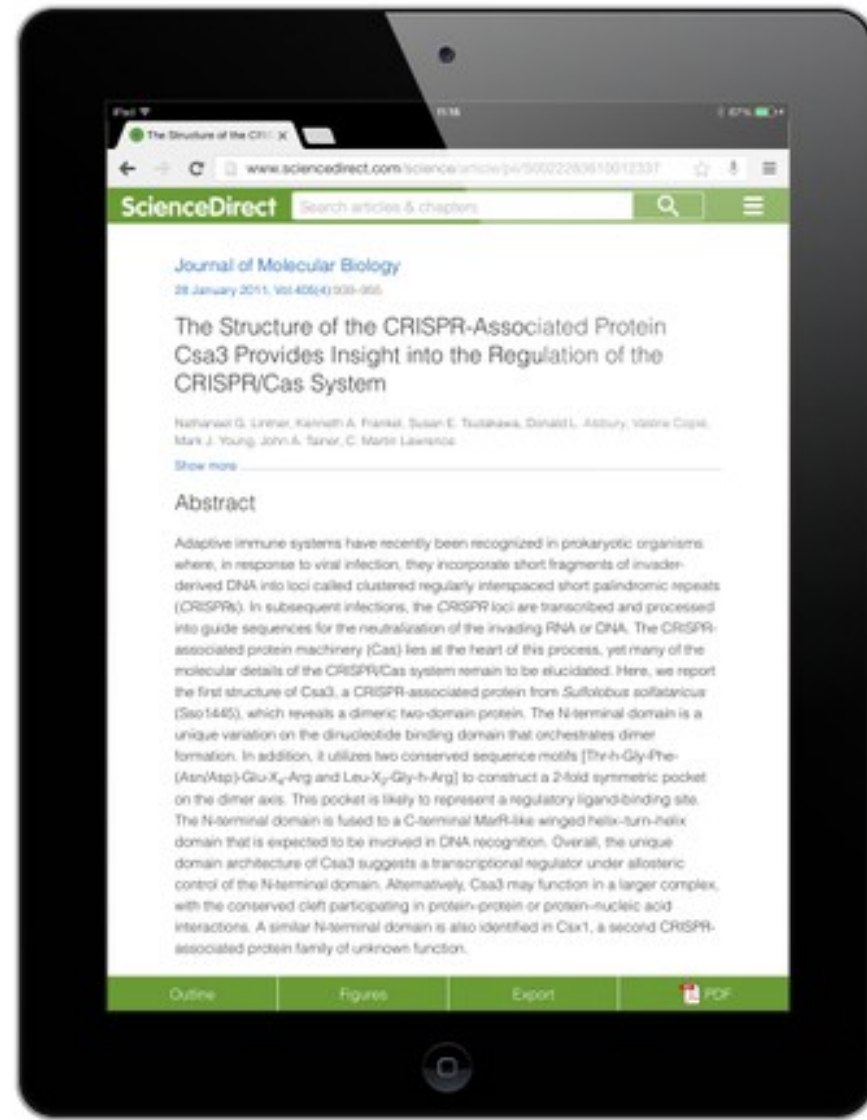 iPad
11:16
87%
The Structure of the CRIS
www.sciencedirect.com/science/article/pii/S0022283610012337
ScienceDirect
Search articles & chapters
Journal of Molecular Biology
28 January 2011, Vol.405(4):939–955
The Structure of the CRISPR-Associated Protein
Csa3 Provides Insight into the Regulation of the
CRISPR/Cas System
Nathanael G. Lintner, Kenneth A. Frankel, Susan E. Tsutakawa, Donald L. Alsbury, Valérie Copié,
Mark J. Young, John A. Tainer, C. Martin Lawrence
Show more
Abstract
Adaptive immune systems have recently been recognized in prokaryotic organisms
where, in response to viral infection, they incorporate short fragments of invader-
derived DNA into loci called clustered regularly interspaced short palindromic repeats
(CRISPRs). In subsequent infections, the CRISPR loci are transcribed and processed
into guide sequences for the neutralization of the invading RNA or DNA. The CRISPR-
associated protein machinery (Cas) lies at the heart of this process, yet many of the
molecular details of the CRISPR/Cas system remain to be elucidated. Here, we report
the first structure of Csa3, a CRISPR-associated protein from Sulfolobus solfataricus
(Sso1445), which reveals a dimeric two-domain protein. The N-terminal domain is a
unique variation on the dinucleotide binding domain that orchestrates dimer
formation. In addition, it utilizes two conserved sequence motifs [Thr-h-Gly-Phe-
(Asn/Asp)-Glu-X₄-Arg and Leu-X₂-Gly-h-Arg] to construct a 2-fold symmetric pocket
on the dimer axis. This pocket is likely to represent a regulatory ligand-binding site.
The N-terminal domain is fused to a C-terminal MarR-like winged helix–turn–helix
domain that is expected to be involved in DNA recognition. Overall, the unique
domain architecture of Csa3 suggests a transcriptional regulator under allosteric
control of the N-terminal domain. Alternatively, Csa3 may function in a larger complex,
with the conserved cleft participating in protein–protein or protein–nucleic acid
interactions. A similar N-terminal domain is also identified in Csx1, a second CRISPR-
associated protein family of unknown function.
Outline
Figures
Export
PDF